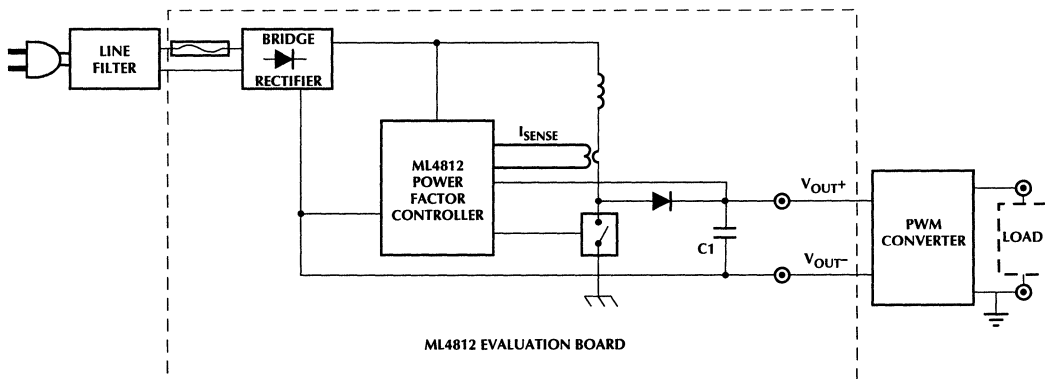 LINE
FILTER
BRIDGE
RECTIFIER
ML4812
POWER
FACTOR
CONTROLLER
ISENSE
C1
VOUT+
VOUT−
PWM
CONVERTER
LOAD
ML4812 EVALUATION BOARD